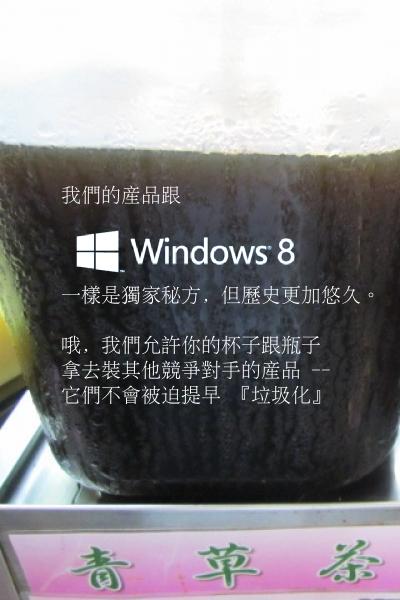 我們的産品跟
Windows 8
一樣是獨家秘方，但歷史更加悠久。
哦，我們允許你的杯子跟瓶子
拿去裝其他競爭對手的産品 --
它們不會被迫提早 『垃圾化』
青草茶